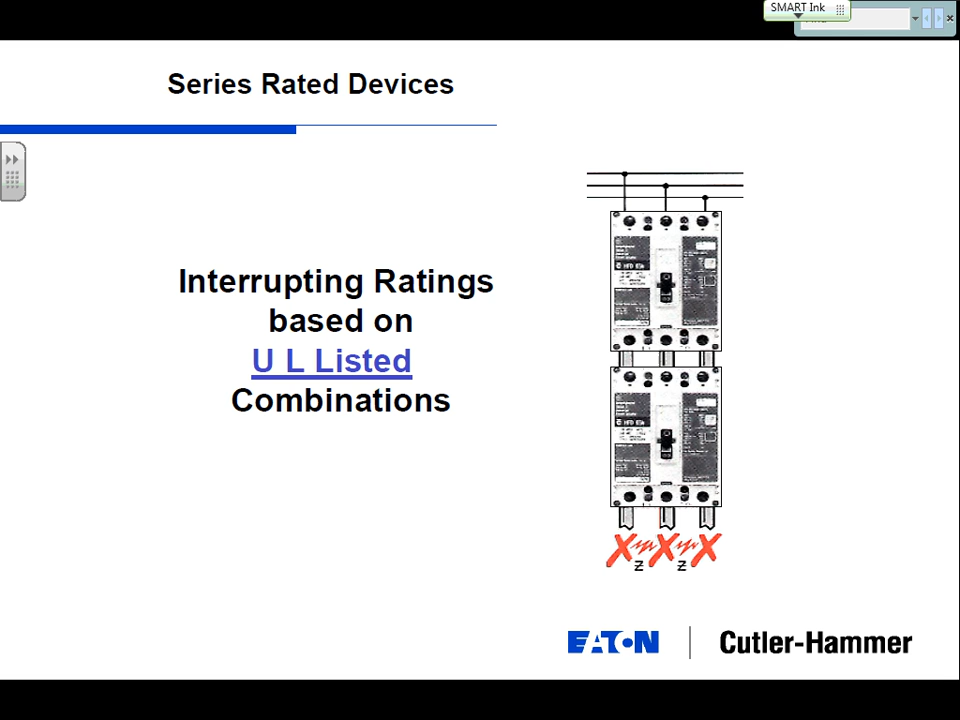 SMART Ink
Series Rated Devices
Interrupting Ratings
based on
U L Listed
Combinations
Z Z
EATON
Cutler-Hammer